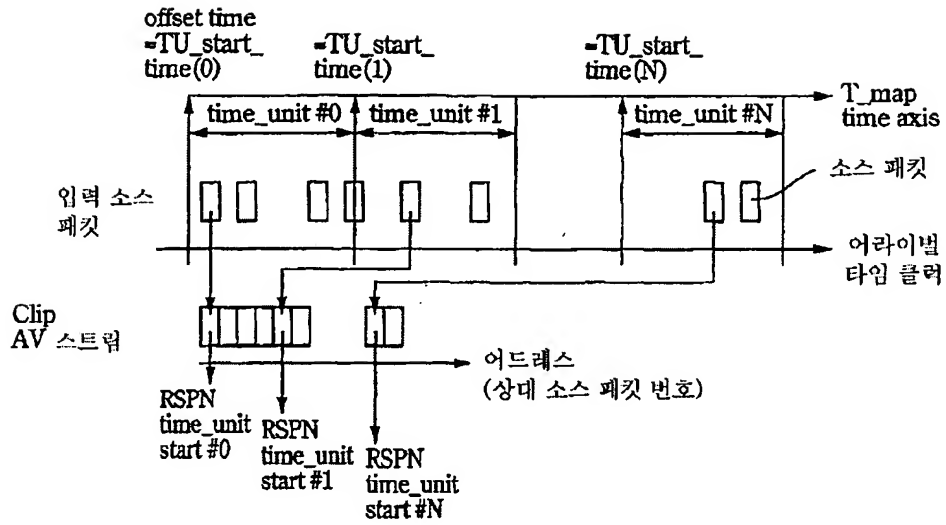 offset time
=TU_start_
time(0)
=TU_start_
time(1)
=TU_start_
time(N)
T_map
time axis
time_unit #0
time_unit #1
time_unit #N
소스 패킷
입력 소스
패킷
어라이벌
타임 클럭
Clip
AV 스트림
어드레스
(상대 소스 패킷 번호)
RSPN
time_unit
start #0
RSPN
time_unit
start #1
RSPN
time_unit
start #N